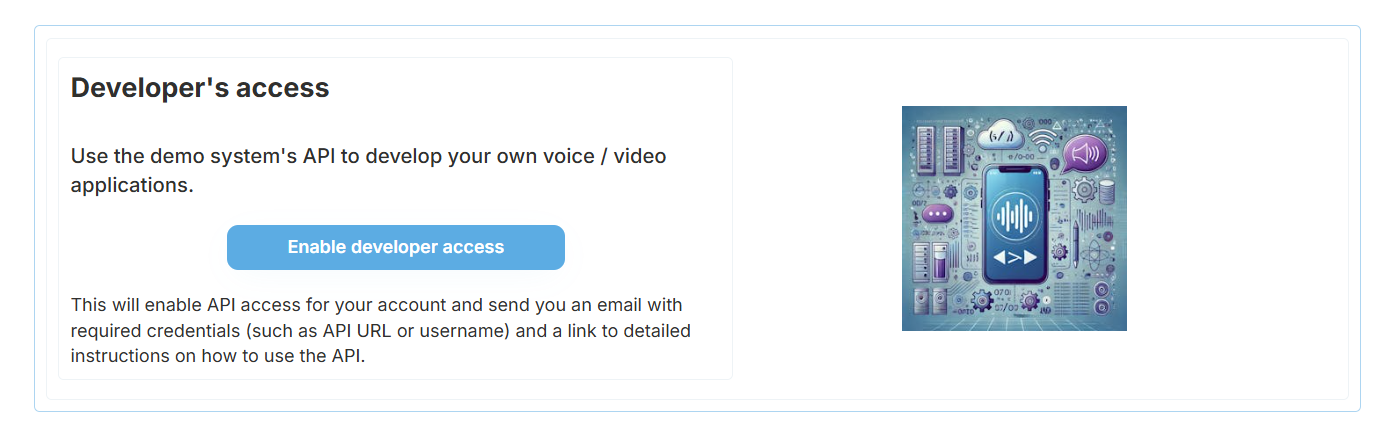 Developer's access
Use the demo system's API to develop your own voice / video
applications.
Enable developer access
This will enable API access for your account and send you an email with
required credentials (such as API URL or username) and a link to detailed
instructions on how to use the API.